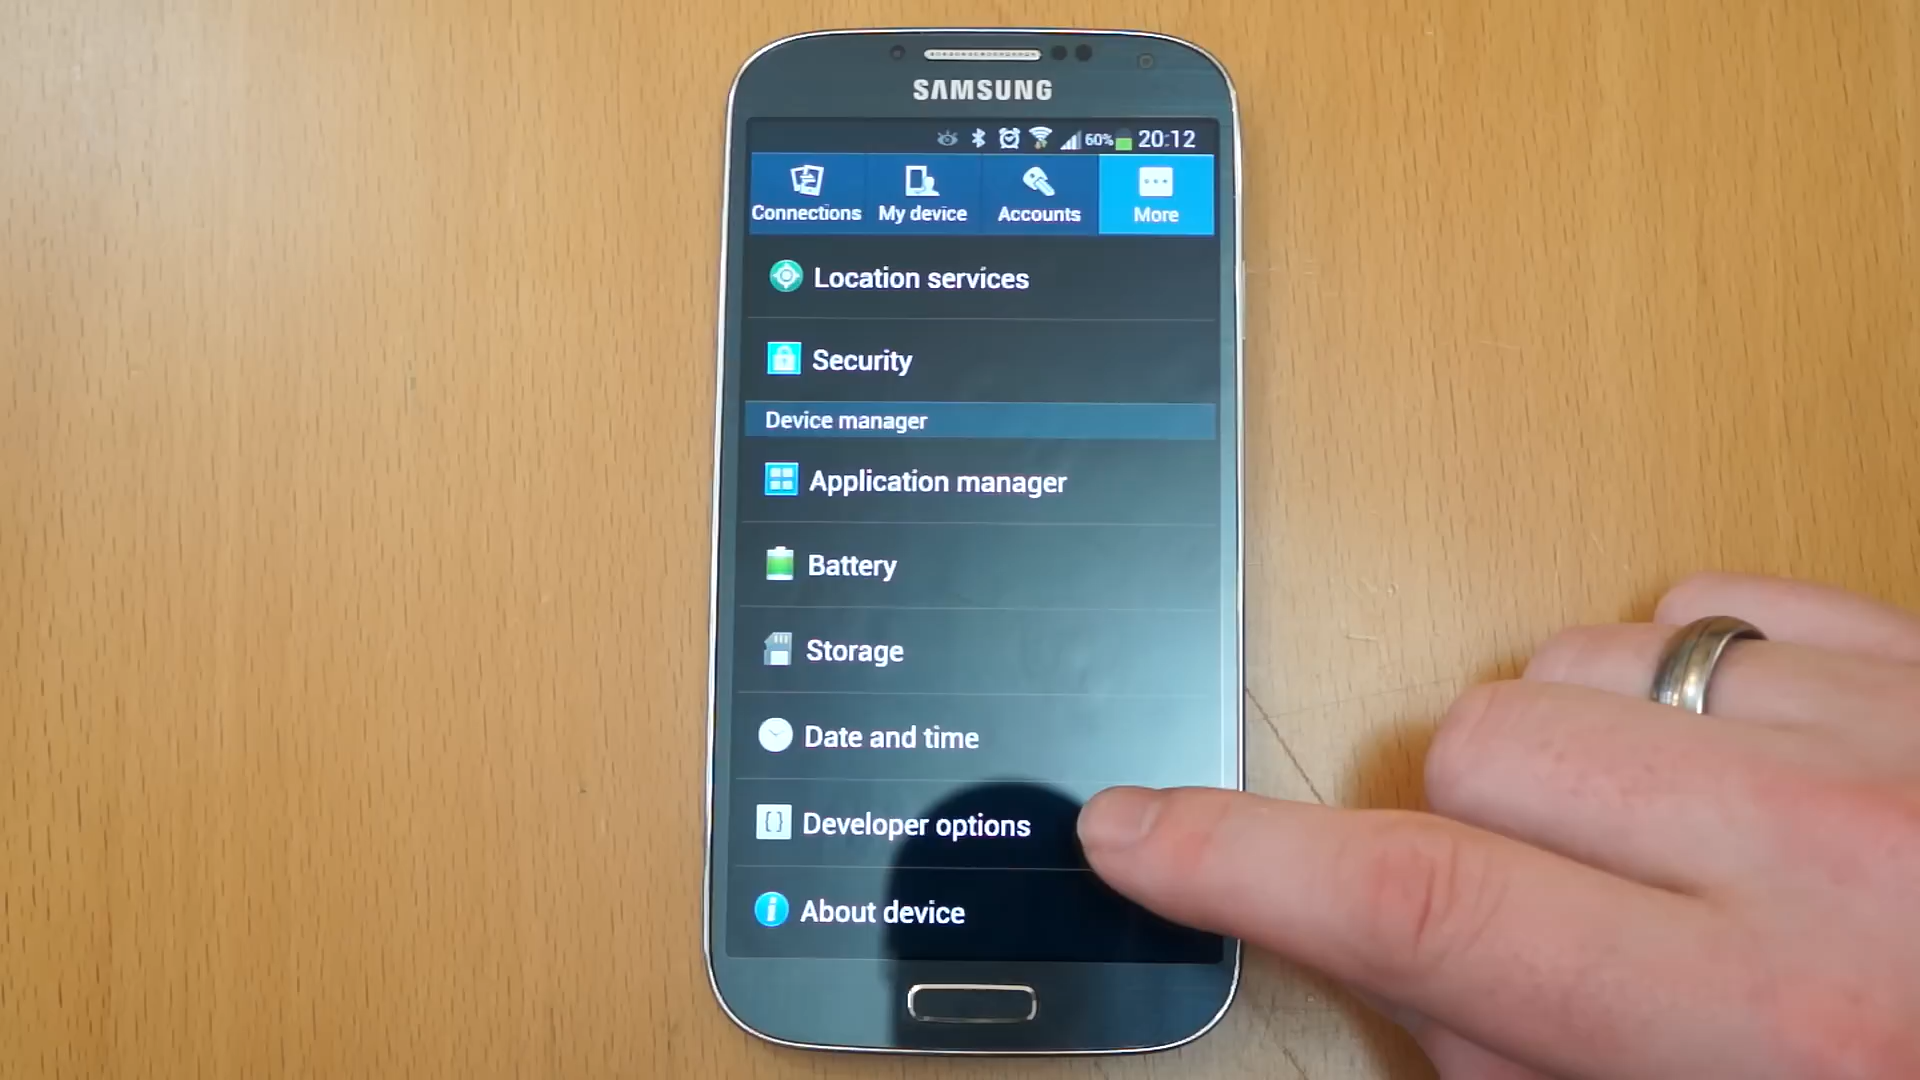 SAMSUNG
60% 20:12
Connections My device Accounts More
Location services
Security
Device manager
Application manager
Battery
Storage
Date and time
{} Developer options
i About device